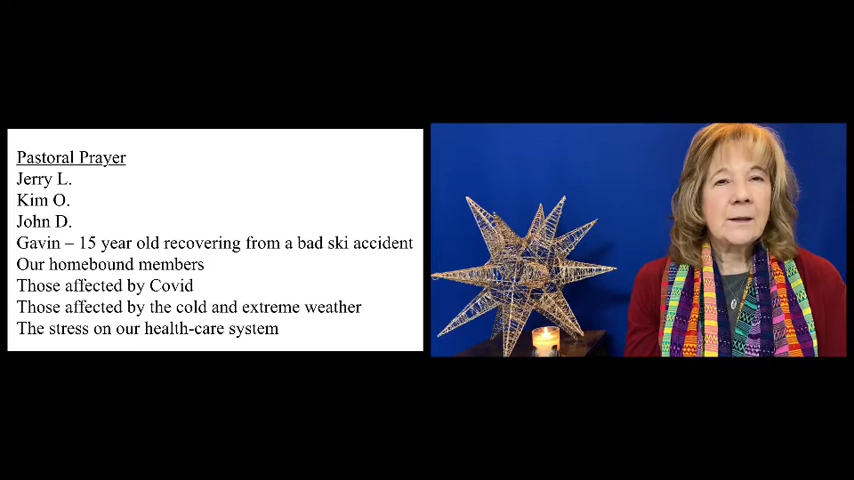 Pastoral Prayer
Jerry L.
Kim O.
John D.
Gavin – 15 year old recovering from a bad ski accident
Our homebound members
Those affected by Covid
Those affected by the cold and extreme weather
The stress on our health-care system